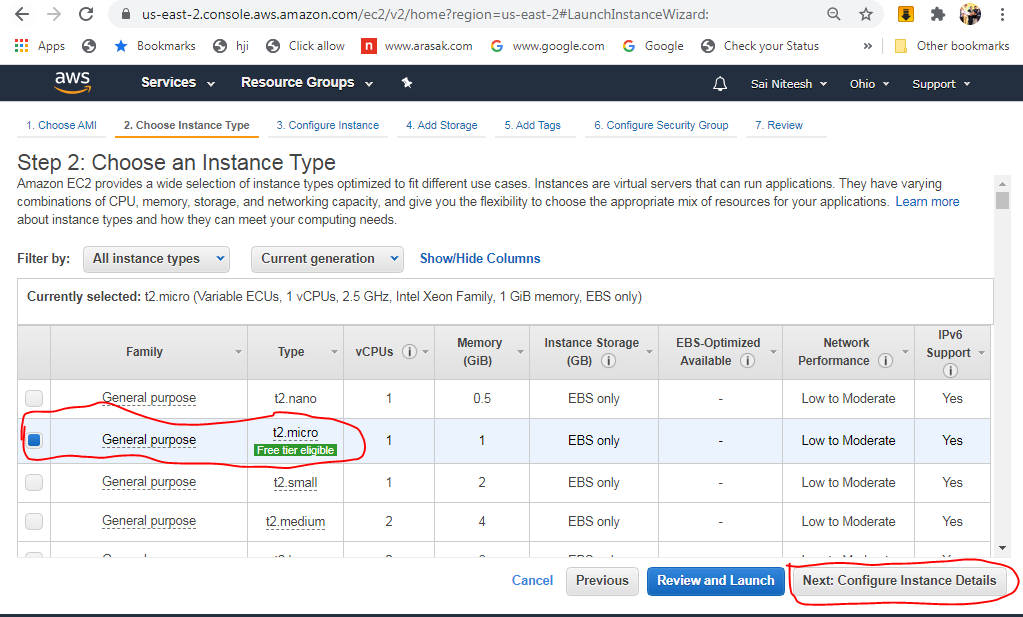 us-east-2.console.aws.amazon.com/ec2/v2/home?region=us-east-2#LaunchInstanceWizard:
Apps Bookmarks hji Click allow n www.arasak.com G www.google.com G Google Check your Status » Other bookmarks
aws Services Resource Groups Sai Niteesh Ohio Support
1. Choose AMI 2. Choose Instance Type 3. Configure Instance 4. Add Storage 5. Add Tags 6. Configure Security Group 7. Review
Step 2: Choose an Instance Type
Amazon EC2 provides a wide selection of instance types optimized to fit different use cases. Instances are virtual servers that can run applications. They have varying
combinations of CPU, memory, storage, and networking capacity, and give you the flexibility to choose the appropriate mix of resources for your applications. Learn more
about instance types and how they can meet your computing needs.
Filter by: All instance types Current generation Show/Hide Columns
Currently selected: t2.micro (Variable ECUs, 1 vCPUs, 2.5 GHz, Intel Xeon Family, 1 GiB memory, EBS only)
Family Type vCPUs i Memory (GiB) Instance Storage (GB) i EBS-Optimized Available i Network Performance i IPv6 Support i
General purpose t2.nano 1 0.5 EBS only - Low to Moderate Yes
General purpose t2.micro 1 1 EBS only - Low to Moderate Yes
Free tier eligible
General purpose t2.small 1 2 EBS only - Low to Moderate Yes
General purpose t2.medium 2 4 EBS only - Low to Moderate Yes
Cancel Previous Review and Launch Next: Configure Instance Details